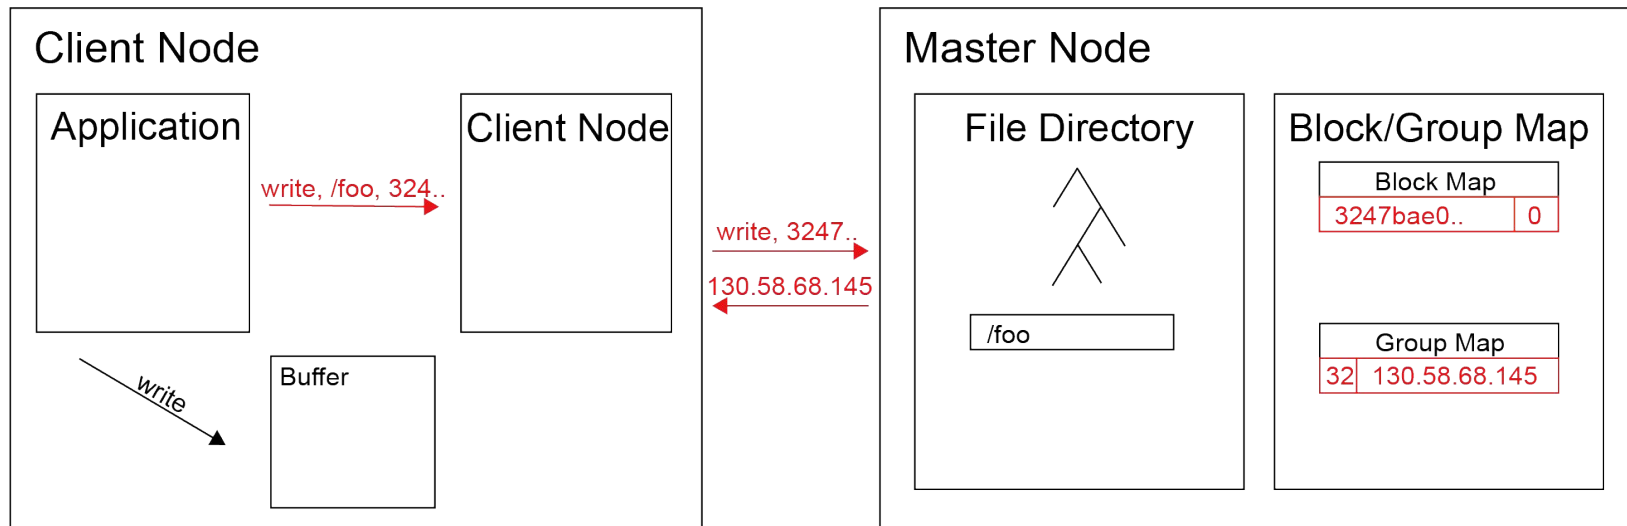 Client Node
Application
Client Node
write, /foo, 324..
write
Buffer
write, 3247..
130.58.68.145
Master Node
File Directory
/foo
Block/Group Map
Block Map
3247bae0.. 0
Group Map
32 130.58.68.145